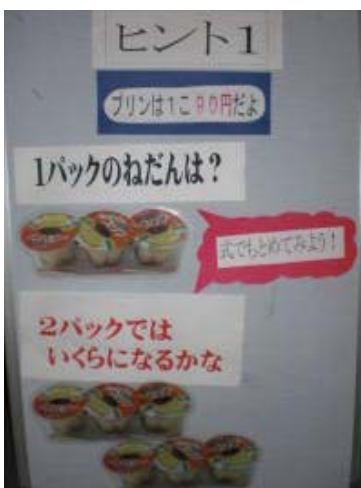 ヒント1
プリンは1こ90円だよ
1パックのねだんは？
式でもとめてみよう！
2パックでは
いくらになるかな